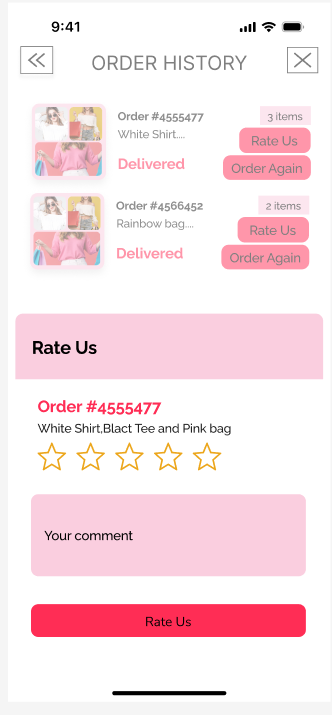 9:41
ORDER HISTORY
Order #4555477
3 items
White Shirt....
Rate Us
Delivered
Order Again
Order #4566452
2 items
Rainbow bag....
Rate Us
Delivered
Order Again
Rate Us
Order #4555477
White Shirt,Blact Tee and Pink bag
Your comment
Rate Us